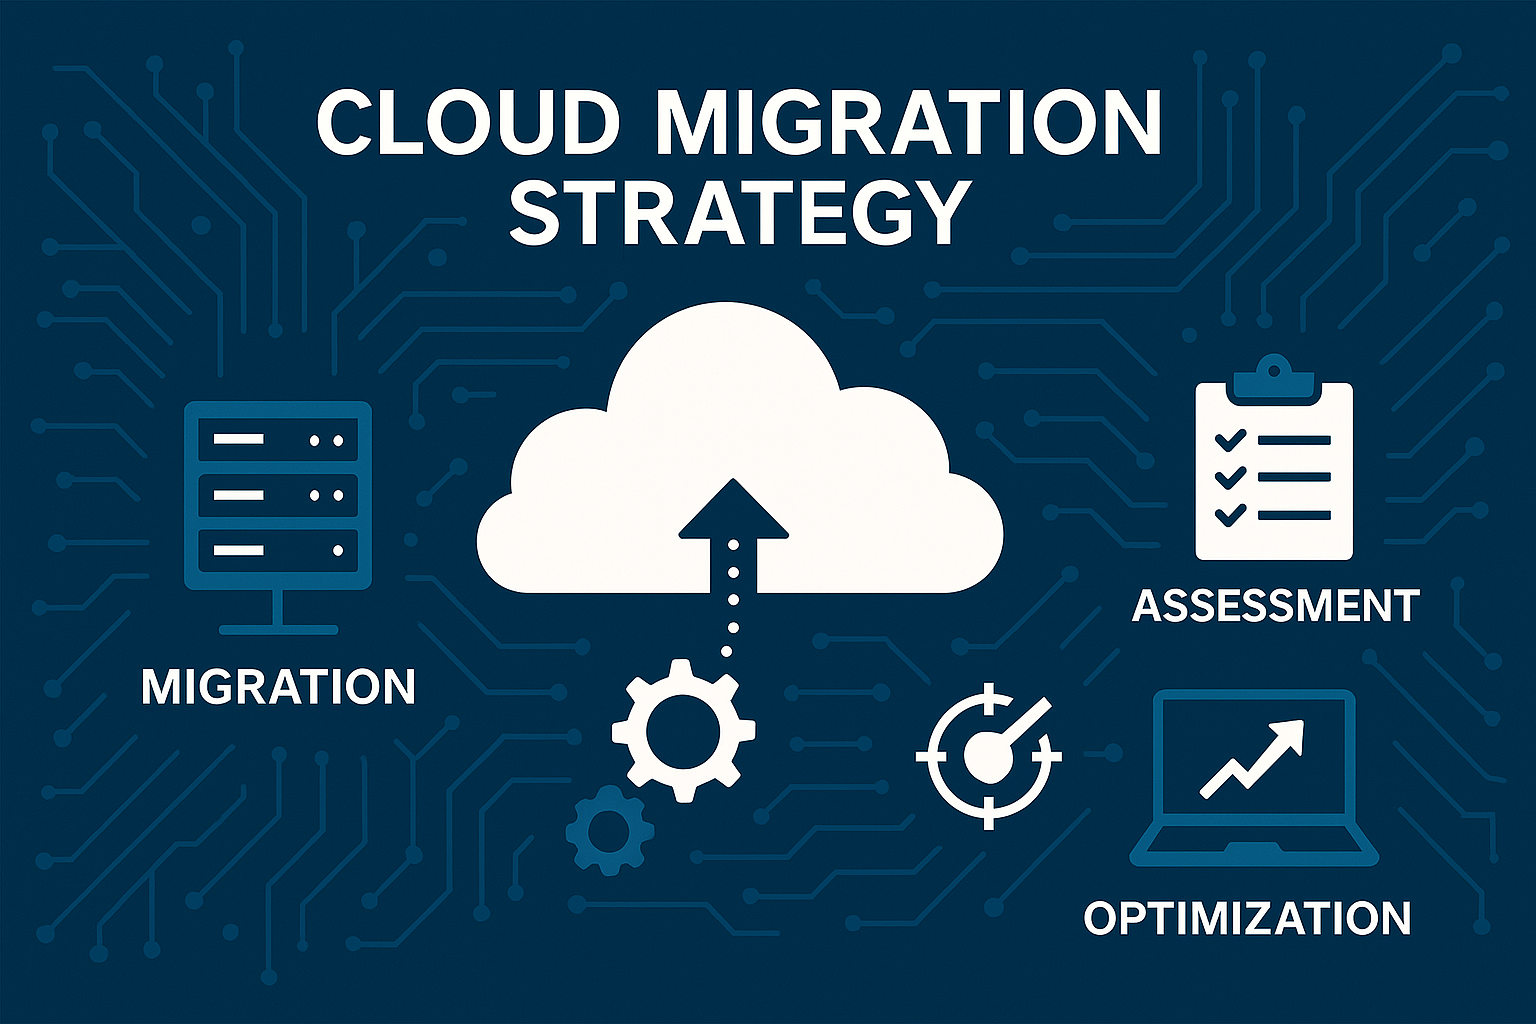 CLOUD MIGRATION
STRATEGY
MIGRATION
ASSESSMENT
OPTIMIZATION